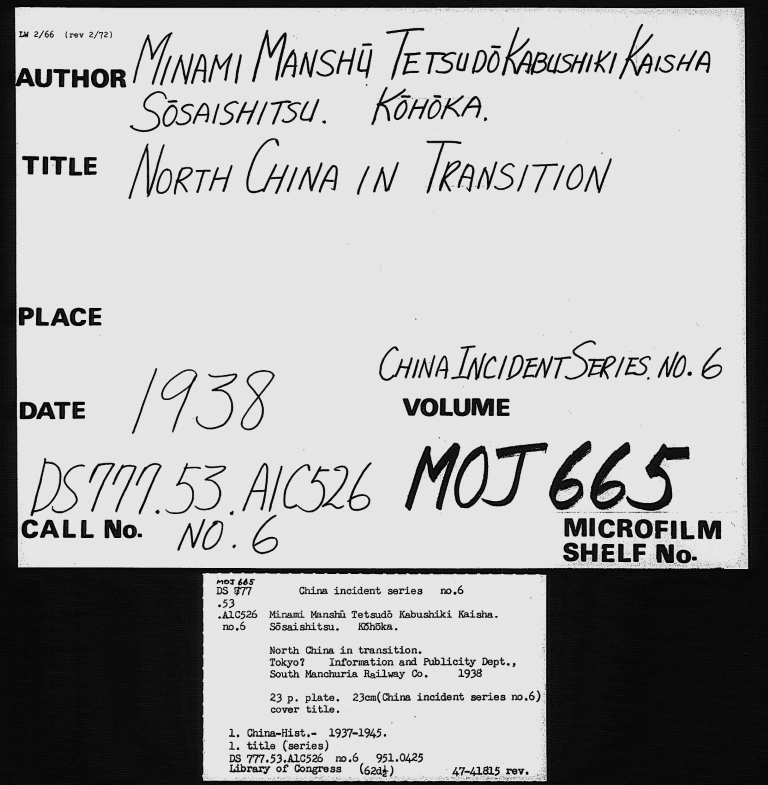 LW 2/66 (rev 2/72)
AUTHOR MINAMI MANSHŪ TETSUDŌ KABUSHIKI KAISHA
SŌSAISHITSU. KŌHŌKA.
TITLE NORTH CHINA IN TRANSITION
PLACE
CHINA INCIDENT SERIES. NO. 6
DATE 1938 VOLUME
DS777.53.A1C526 MOJ 665
CALL No. NO. 6 MICROFILM
SHELF No.
MOJ 665
DS 777 China incident series no.6
.53
.A1C526 Minami Manshū Tetsudō Kabushiki Kaisha.
no.6 Sōsaishitsu. Kōhōka.
North China in transition.
Tokyo? Information and Publicity Dept.,
South Manchuria Railway Co. 1938
23 p. plate. 23cm(China incident series no.6)
cover title.
1. China-Hist.- 1937-1945.
1. title (series)
DS 777.53.A1C526 no.6 951.0425
Library of Congress (62d½)
47-41815 rev.